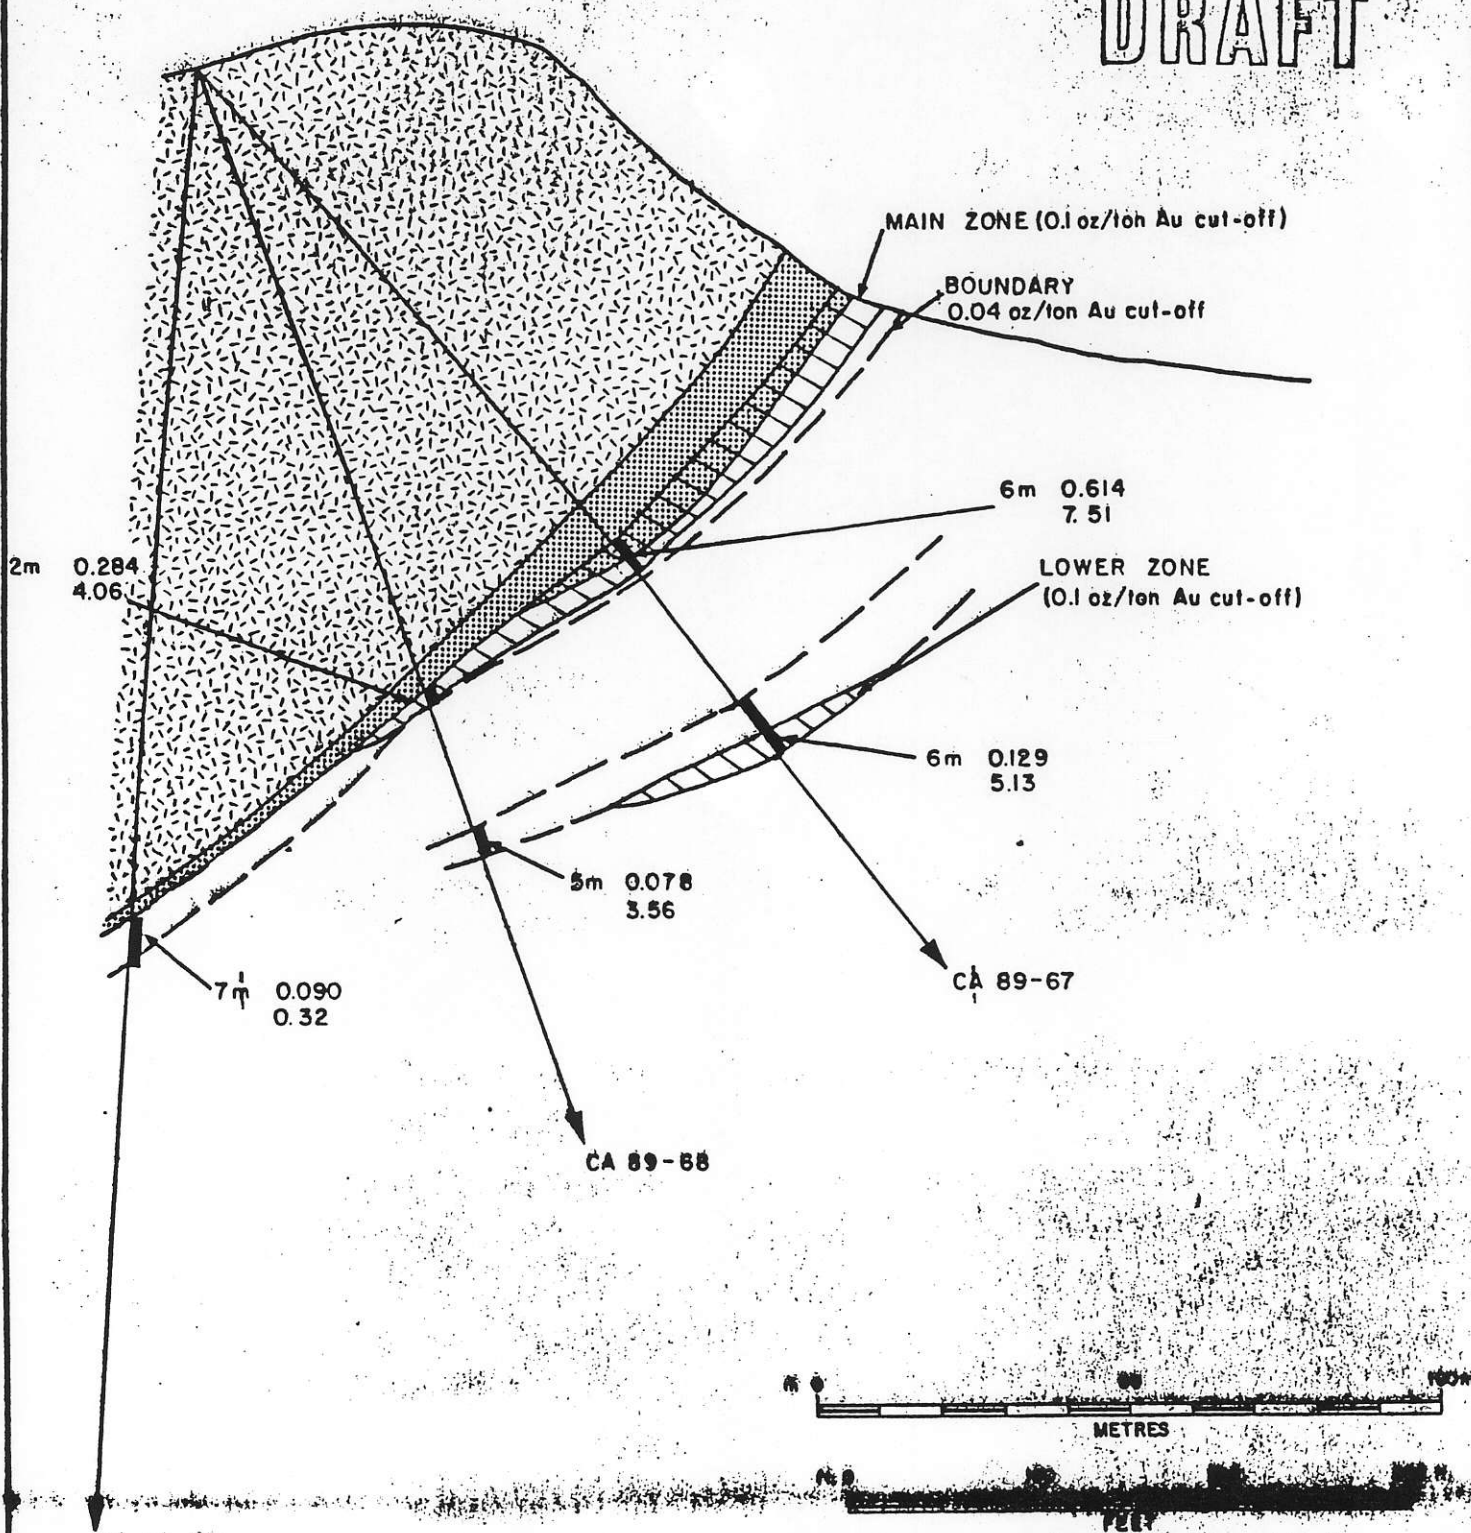 DRAFT
MAIN ZONE (0.1 oz/ton Au cut-off)
BOUNDARY
0.04 oz/ton Au cut-off
6m 0.614
7.51
2m 0.284
4.06
LOWER ZONE
(0.1 oz/ton Au cut-off)
6m 0.129
5.13
5m 0.078
3.56
7m 0.090
0.32
CA 89-67
CA 89-68
0
METRES
FEET